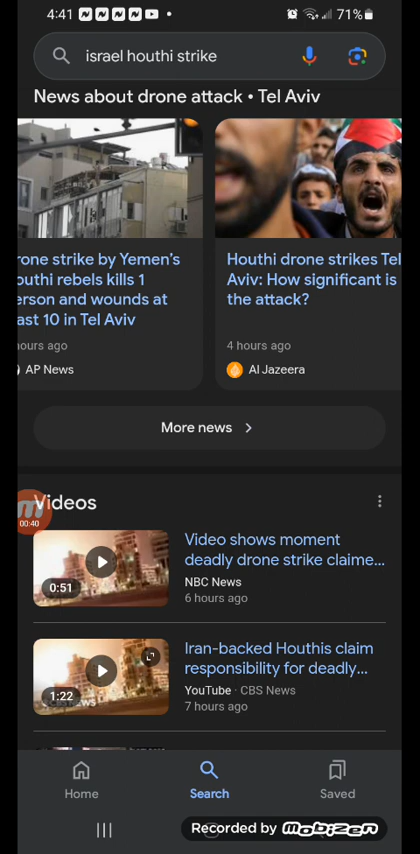 4:41
71%
israel houthi strike
News about drone attack • Tel Aviv
rone strike by Yemen's
outhi rebels kills 1
erson and wounds at
ast 10 in Tel Aviv
hours ago
AP News
Houthi drone strikes Tel
Aviv: How significant is
the attack?
4 hours ago
Al Jazeera
More news
Videos
00:40
Video shows moment
deadly drone strike claime...
NBC News
6 hours ago
0:51
Iran-backed Houthis claim
responsibility for deadly...
YouTube · CBS News
7 hours ago
1:22
Home
Search
Saved
Recorded by mobizen